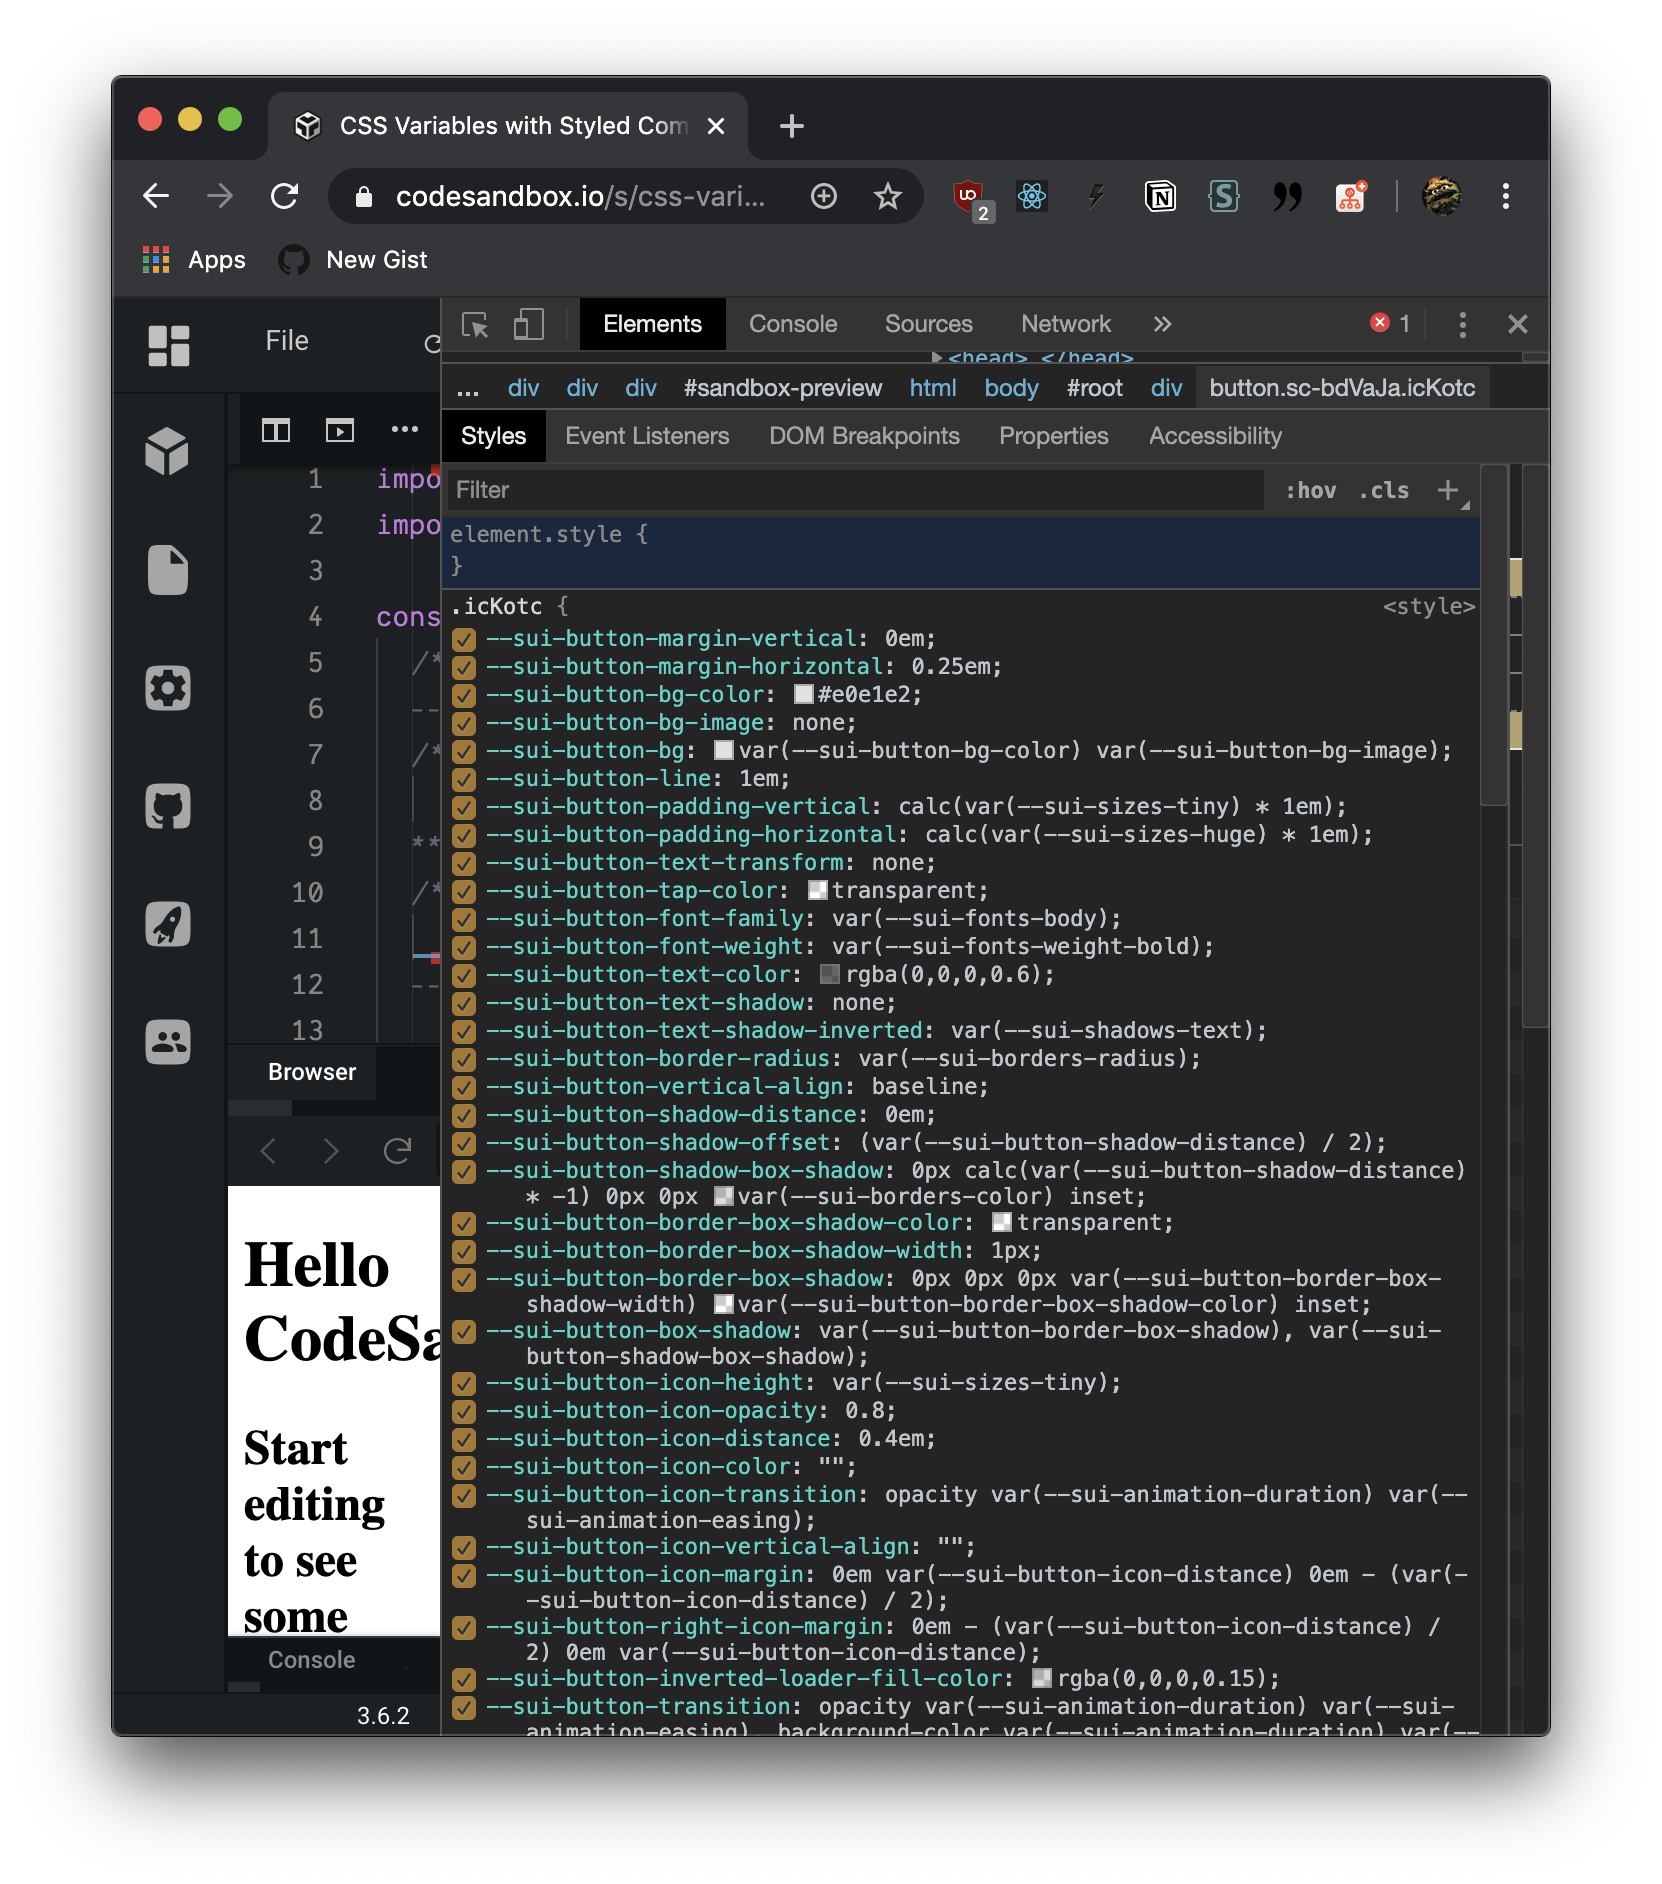 CSS Variables with Styled Com
codesandbox.io/s/css-vari...
2
Apps
New Gist
File
Elements
Console
Sources
Network
1
<head> </head>
... div div div #sandbox-preview html body #root div button.sc-bdVaJa.icKotc
Styles
Event Listeners
DOM Breakpoints
Properties
Accessibility
Filter
:hov .cls
element.style {
}
.icKotc {
<style>
--sui-button-margin-vertical: 0em;
--sui-button-margin-horizontal: 0.25em;
--sui-button-bg-color: #e0e1e2;
--sui-button-bg-image: none;
--sui-button-bg: var(--sui-button-bg-color) var(--sui-button-bg-image);
--sui-button-line: 1em;
--sui-button-padding-vertical: calc(var(--sui-sizes-tiny) * 1em);
--sui-button-padding-horizontal: calc(var(--sui-sizes-huge) * 1em);
--sui-button-text-transform: none;
--sui-button-tap-color: transparent;
--sui-button-font-family: var(--sui-fonts-body);
--sui-button-font-weight: var(--sui-fonts-weight-bold);
--sui-button-text-color: rgba(0,0,0,0.6);
--sui-button-text-shadow: none;
--sui-button-text-shadow-inverted: var(--sui-shadows-text);
--sui-button-border-radius: var(--sui-borders-radius);
--sui-button-vertical-align: baseline;
--sui-button-shadow-distance: 0em;
--sui-button-shadow-offset: (var(--sui-button-shadow-distance) / 2);
--sui-button-shadow-box-shadow: 0px calc(var(--sui-button-shadow-distance)
* -1) 0px 0px var(--sui-borders-color) inset;
--sui-button-border-box-shadow-color: transparent;
--sui-button-border-box-shadow-width: 1px;
--sui-button-border-box-shadow: 0px 0px 0px var(--sui-button-border-box-
shadow-width) var(--sui-button-border-box-shadow-color) inset;
--sui-button-box-shadow: var(--sui-button-border-box-shadow), var(--sui-
button-shadow-box-shadow);
--sui-button-icon-height: var(--sui-sizes-tiny);
--sui-button-icon-opacity: 0.8;
--sui-button-icon-distance: 0.4em;
--sui-button-icon-color: "";
--sui-button-icon-transition: opacity var(--sui-animation-duration) var(--
sui-animation-easing);
--sui-button-icon-vertical-align: "";
--sui-button-icon-margin: 0em var(--sui-button-icon-distance) 0em - (var(-
-sui-button-icon-distance) / 2);
--sui-button-right-icon-margin: 0em - (var(--sui-button-icon-distance) /
2) 0em var(--sui-button-icon-distance);
--sui-button-inverted-loader-fill-color: rgba(0,0,0,0.15);
--sui-button-transition: opacity var(--sui-animation-duration) var(--sui-
animation-easing), background-color var(--sui-animation-duration) var(--
1 impo
2 impo
3
4 cons
5 /*
6 --
7 /*
8
9 **
10 /*
11
12 --
13
Browser
Hello
CodeSa
Start
editing
to see
some
Console
3.6.2